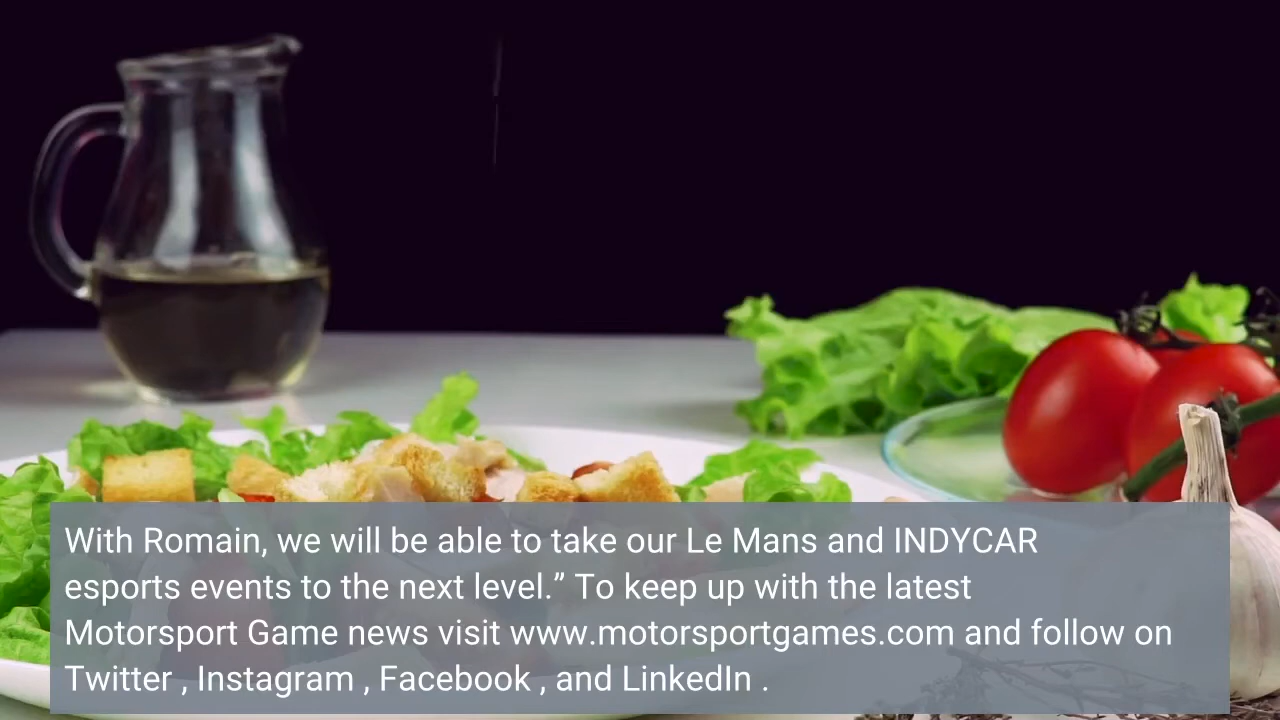 With Romain, we will be able to take our Le Mans and INDYCAR
esports events to the next level.” To keep up with the latest
Motorsport Game news visit www.motorsportgames.com and follow on
Twitter , Instagram , Facebook , and LinkedIn .